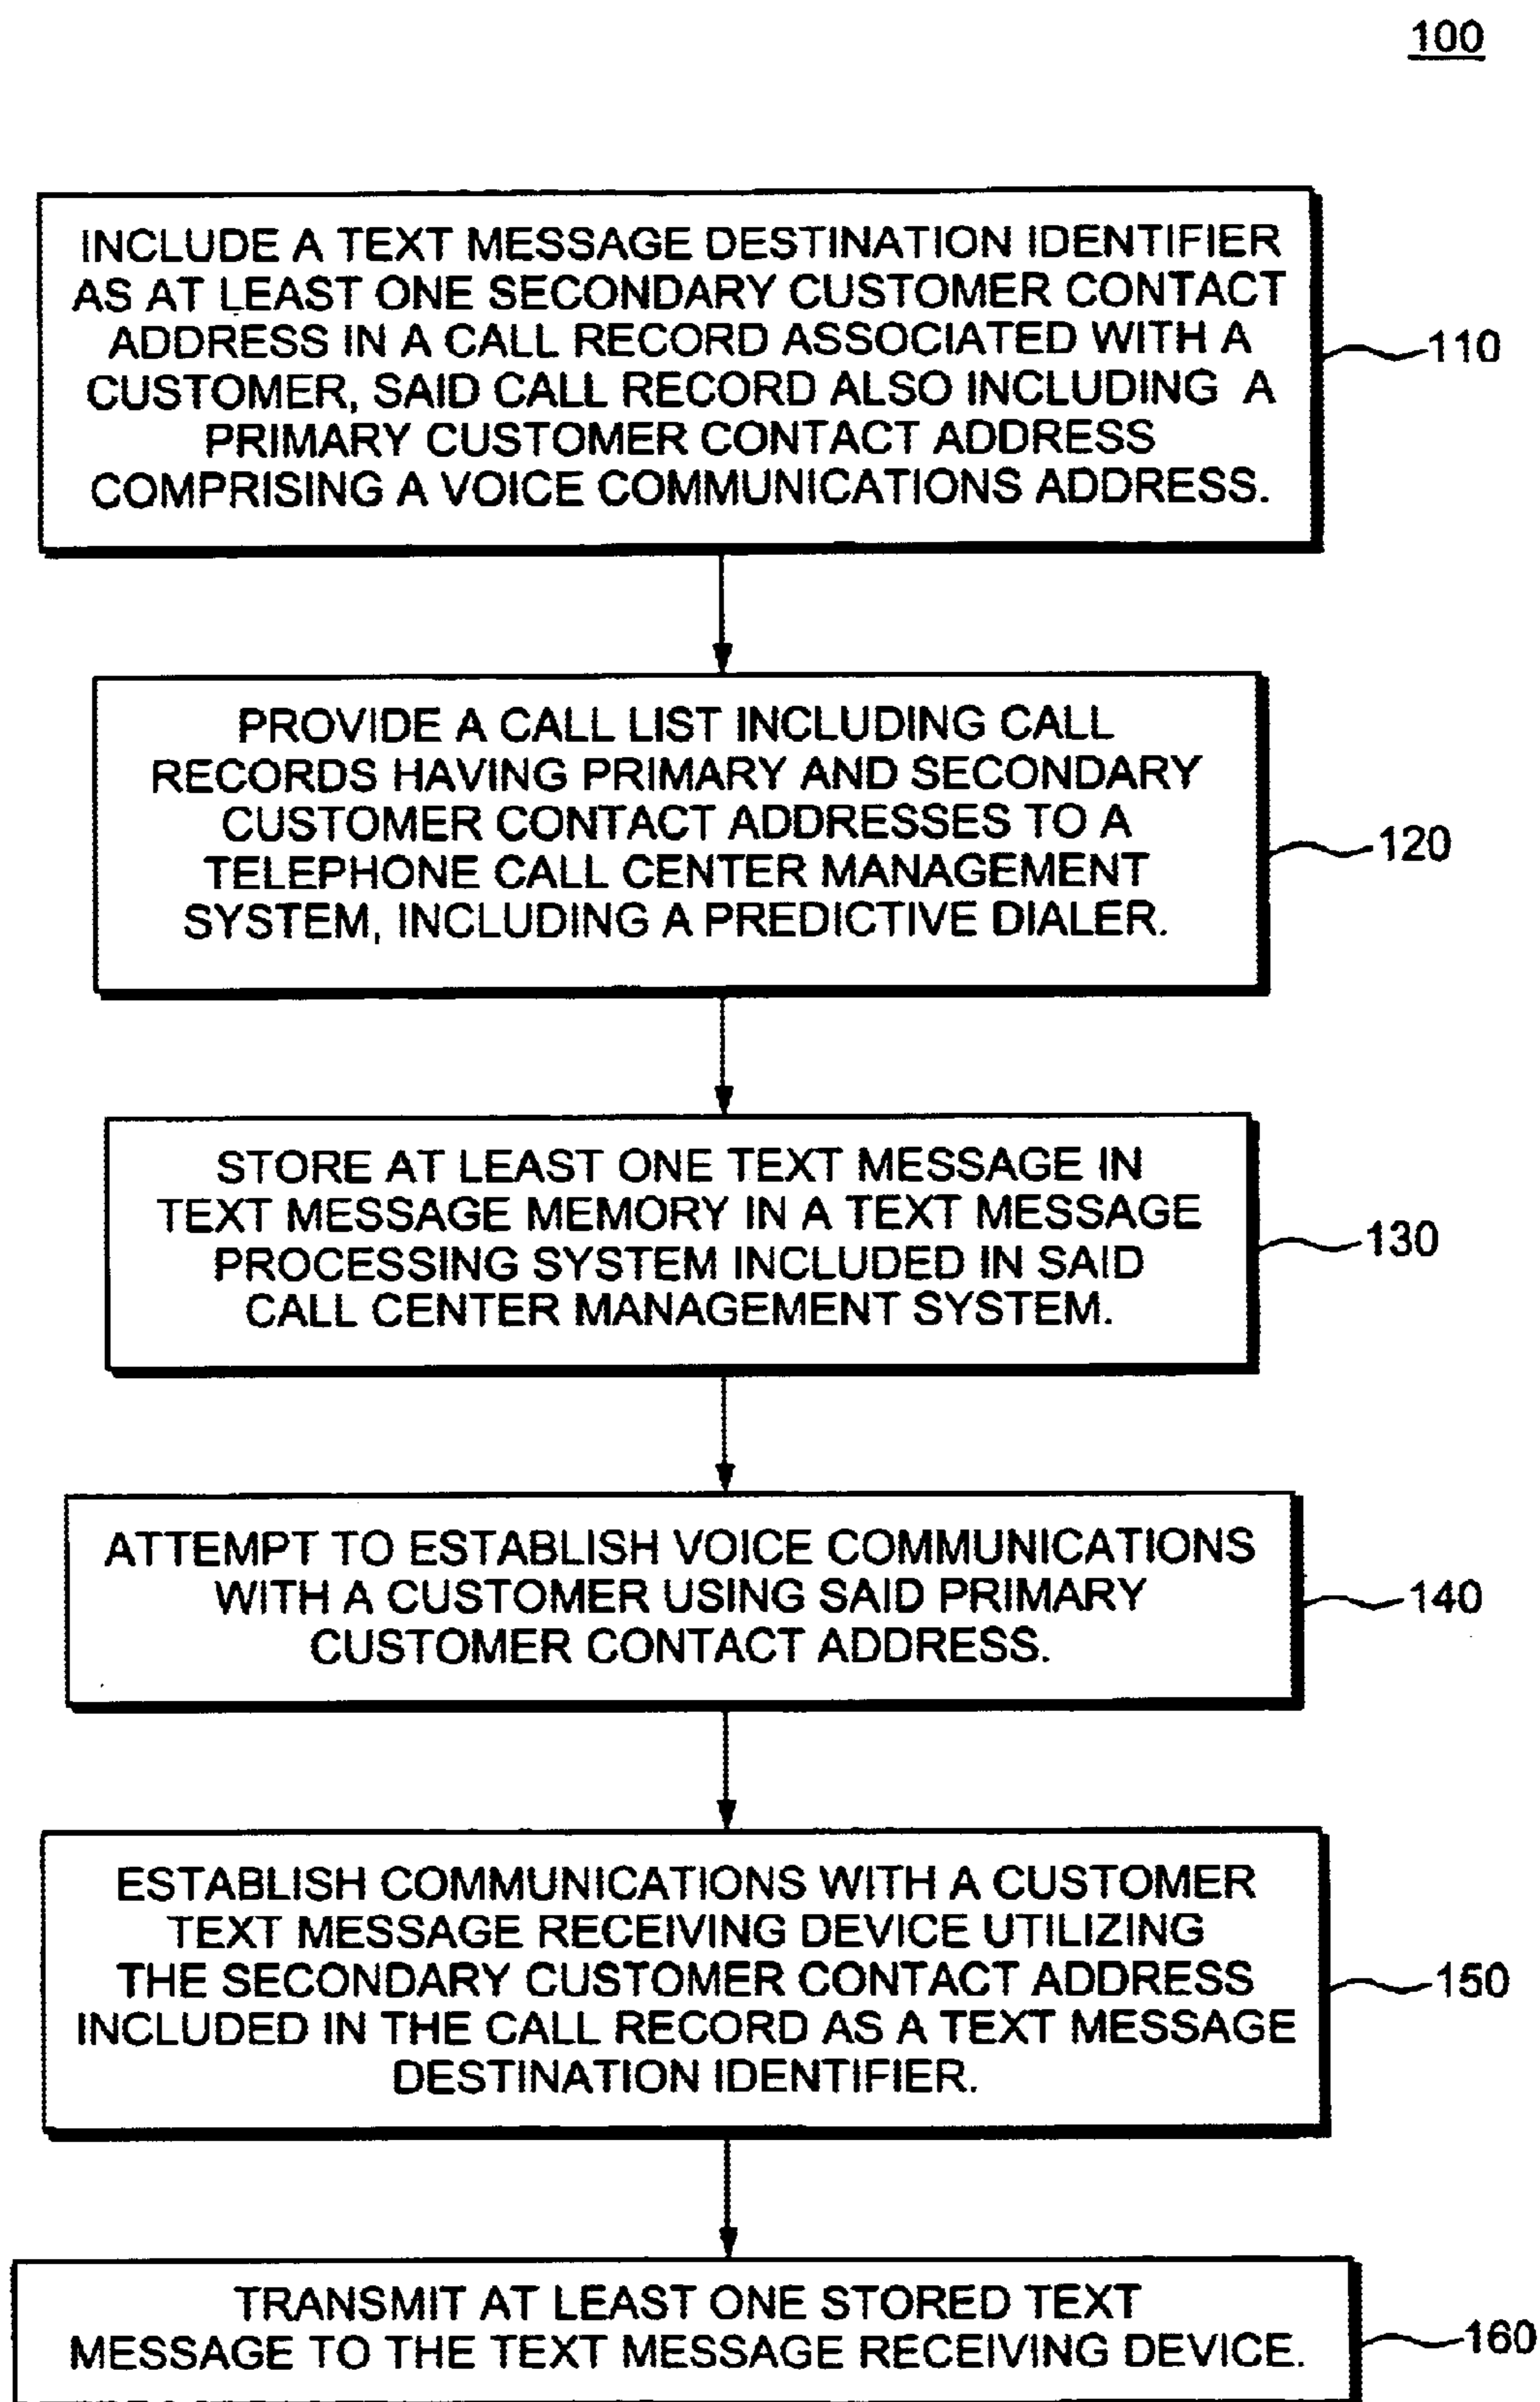 100
INCLUDE A TEXT MESSAGE DESTINATION IDENTIFIER
AS AT LEAST ONE SECONDARY CUSTOMER CONTACT
ADDRESS IN A CALL RECORD ASSOCIATED WITH A
CUSTOMER, SAID CALL RECORD ALSO INCLUDING A
PRIMARY CUSTOMER CONTACT ADDRESS
COMPRISING A VOICE COMMUNICATIONS ADDRESS.
110
PROVIDE A CALL LIST INCLUDING CALL
RECORDS HAVING PRIMARY AND SECONDARY
CUSTOMER CONTACT ADDRESSES TO A
TELEPHONE CALL CENTER MANAGEMENT
SYSTEM, INCLUDING A PREDICTIVE DIALER.
120
STORE AT LEAST ONE TEXT MESSAGE IN
TEXT MESSAGE MEMORY IN A TEXT MESSAGE
PROCESSING SYSTEM INCLUDED IN SAID
CALL CENTER MANAGEMENT SYSTEM.
130
ATTEMPT TO ESTABLISH VOICE COMMUNICATIONS
WITH A CUSTOMER USING SAID PRIMARY
CUSTOMER CONTACT ADDRESS.
140
ESTABLISH COMMUNICATIONS WITH A CUSTOMER
TEXT MESSAGE RECEIVING DEVICE UTILIZING
THE SECONDARY CUSTOMER CONTACT ADDRESS
INCLUDED IN THE CALL RECORD AS A TEXT MESSAGE
DESTINATION IDENTIFIER.
150
TRANSMIT AT LEAST ONE STORED TEXT
MESSAGE TO THE TEXT MESSAGE RECEIVING DEVICE.
160